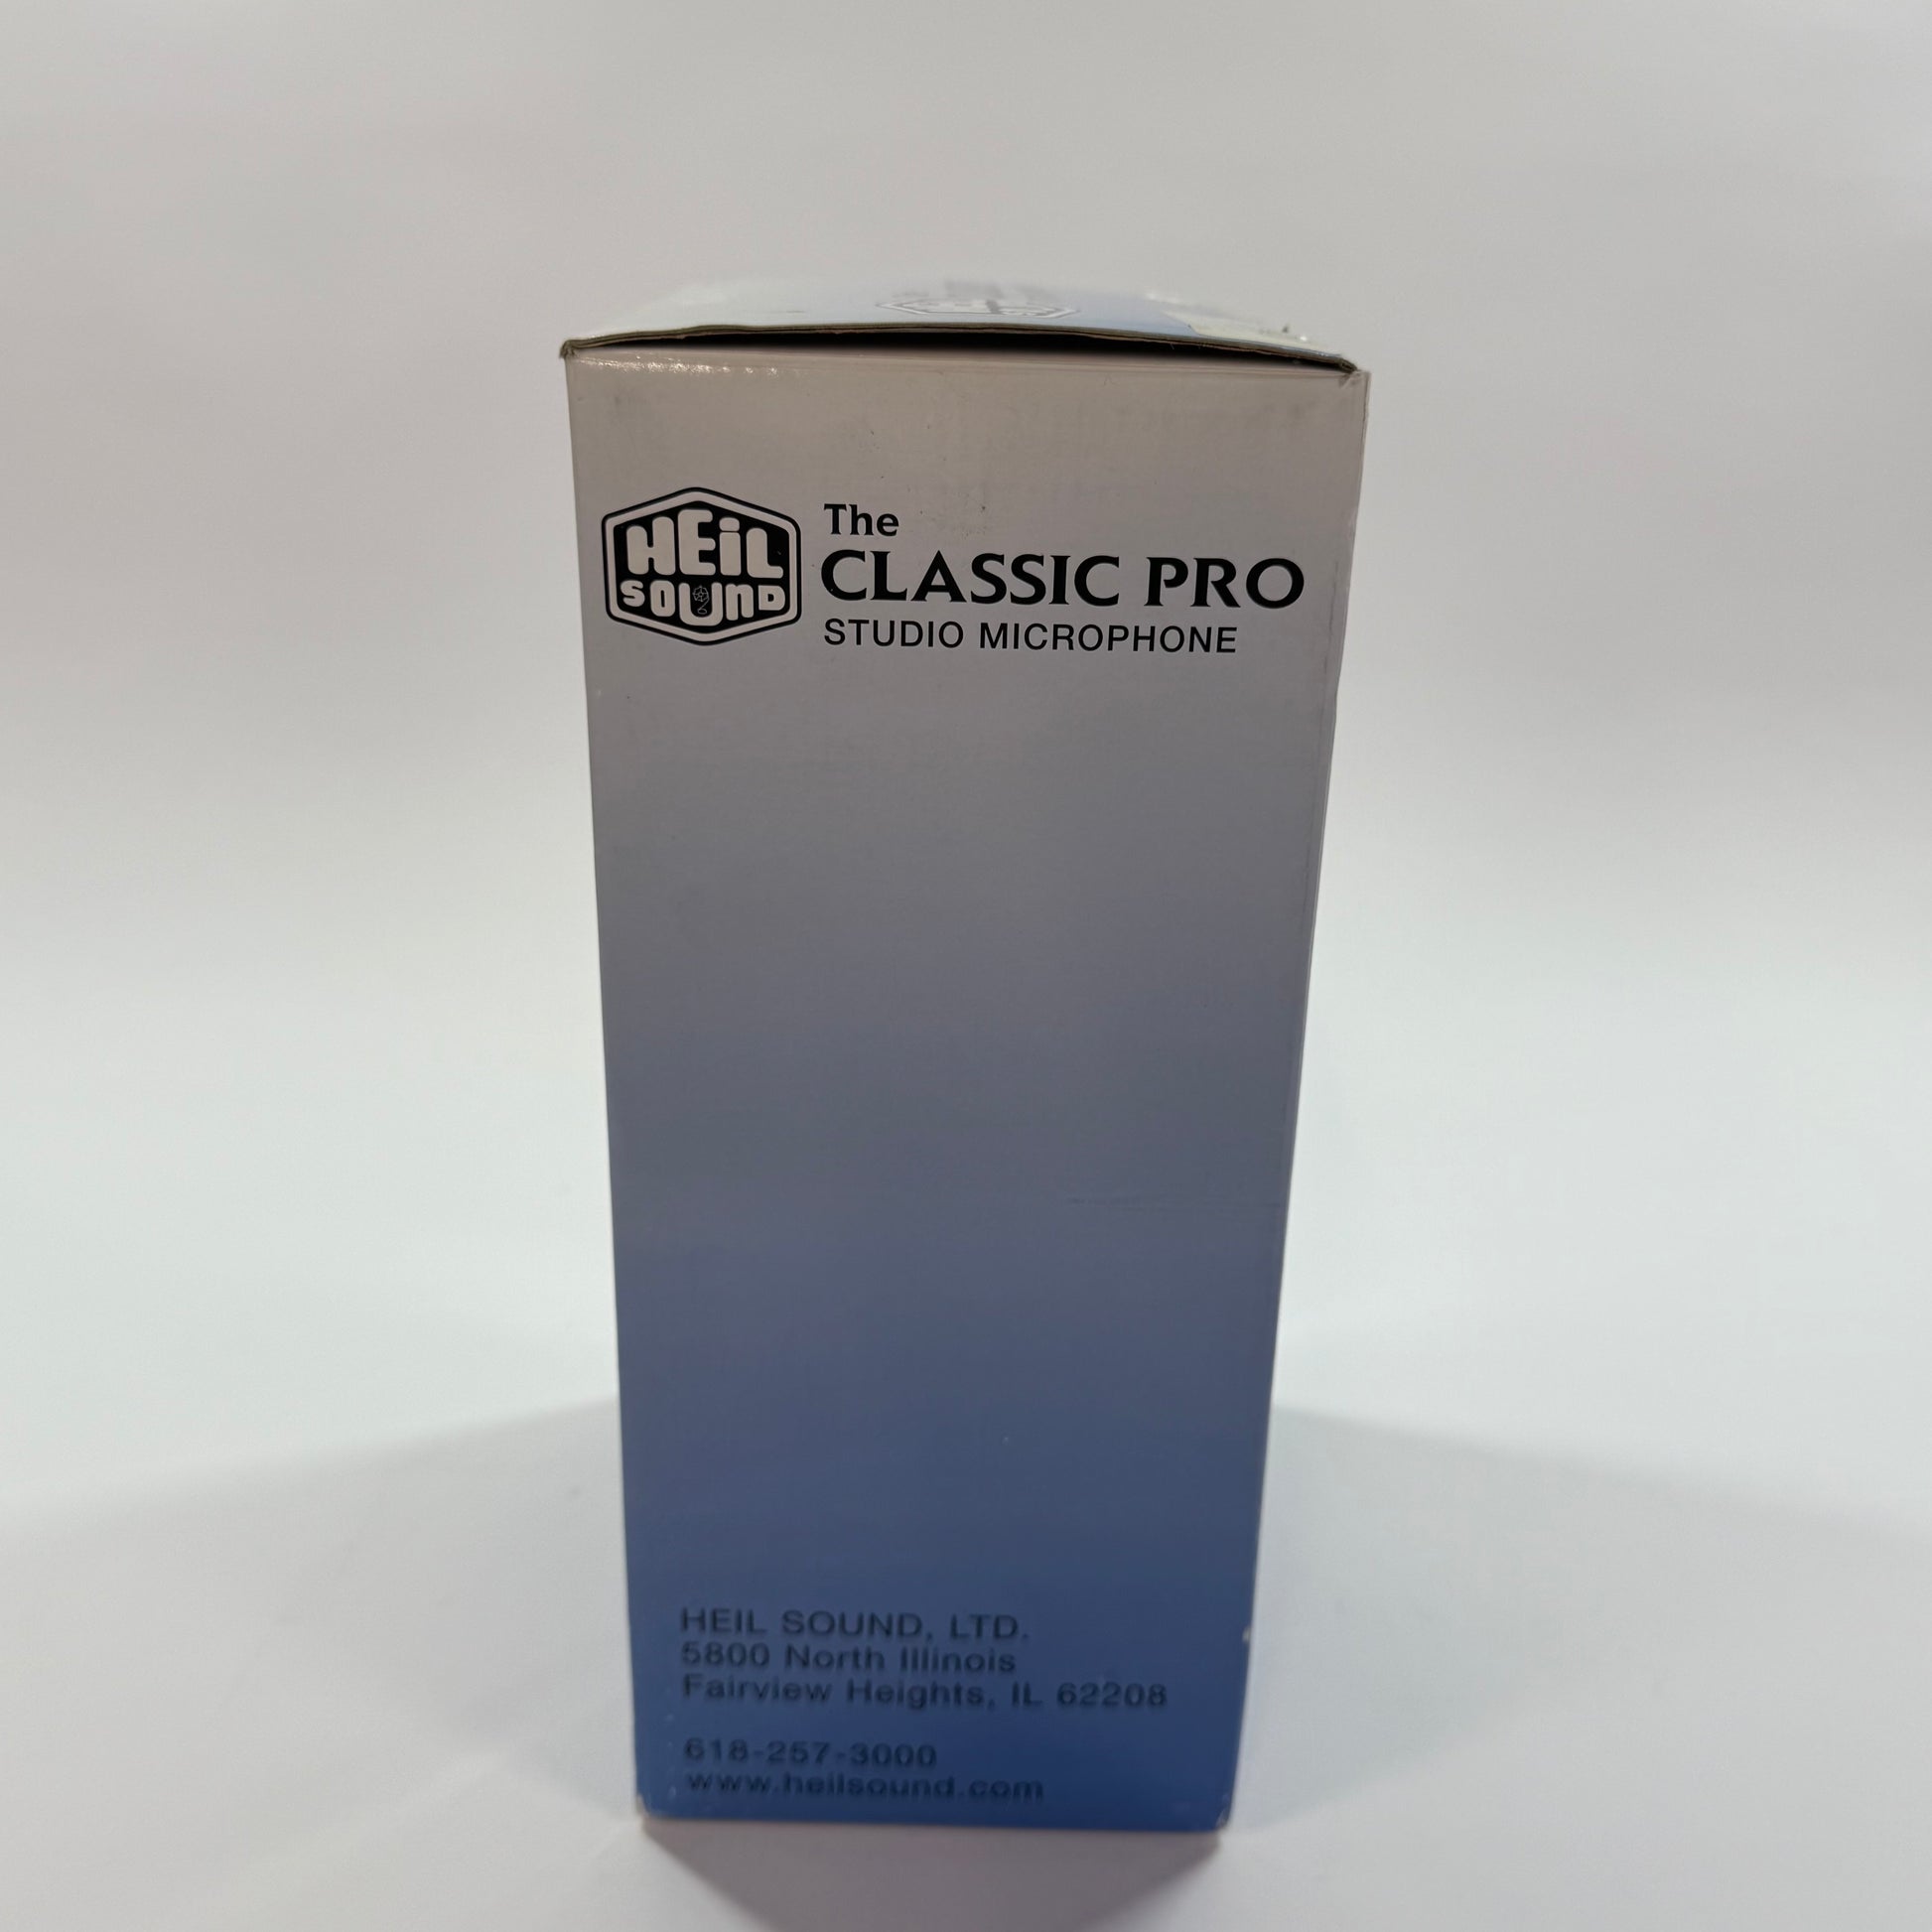 HEiL
SOUND
The
CLASSIC PRO
STUDIO MICROPHONE
HEIL SOUND, LTD.
5800 North Illinois
Fairview Heights, IL 62208
618-257-3000
www.heilsound.com